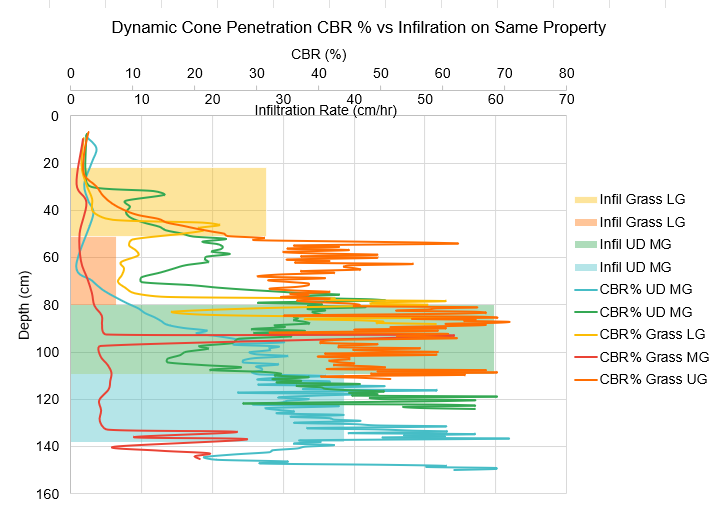 Dynamic Cone Penetration CBR % vs Infilration on Same Property
CBR (%)
0 10 20 30 40 50 60 70 80
0 10 20 30 40 50 60 70
Infiltration Rate (cm/hr)
0
20
40
60
80
100
120
140
160
Depth (cm)
Infil Grass LG
Infil Grass LG
Infil UD MG
Infil UD MG
CBR% UD MG
CBR% UD MG
CBR% Grass LG
CBR% Grass MG
CBR% Grass UG